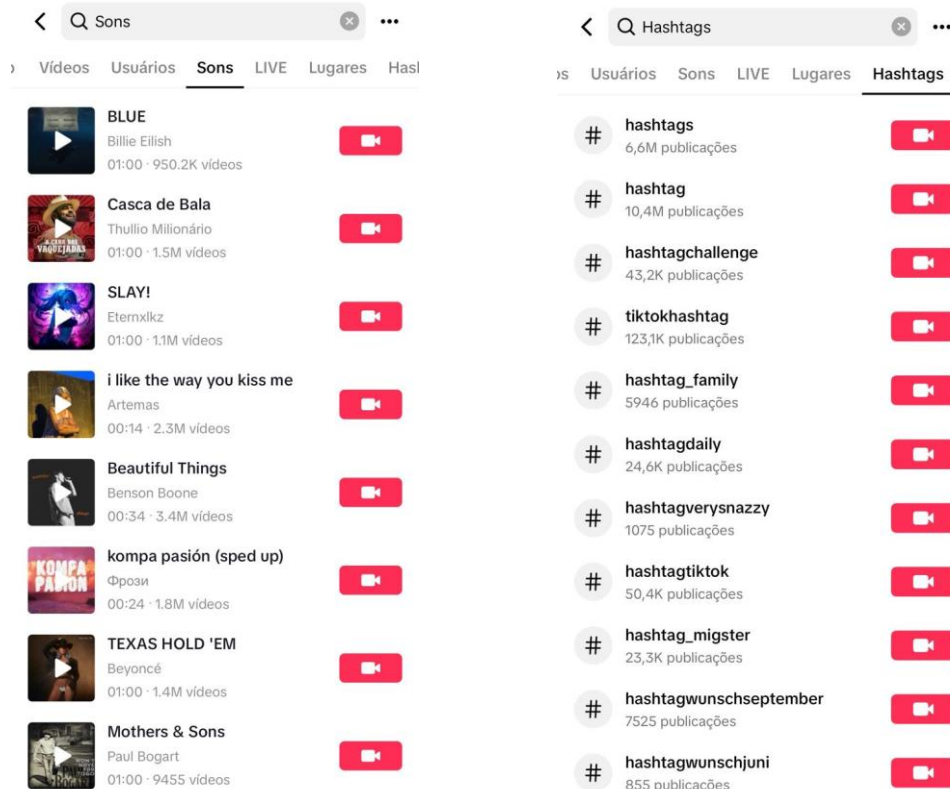 Sons
Vídeos Usuários Sons LIVE Lugares Hasl
BLUE
Billie Eilish
01:00 · 950.2K vídeos
Casca de Bala
Thullio Milionário
01:00 · 1.5M vídeos
SLAY!
Eternxlkz
01:00 · 1.1M vídeos
i like the way you kiss me
Artemas
00:14 · 2.3M vídeos
Beautiful Things
Benson Boone
00:34 · 3.4M vídeos
KOMPA
PASIÓN
kompa pasión (sped up)
Фрози
00:24 · 1.8M vídeos
TEXAS HOLD 'EM
Beyoncé
01:00 · 1.4M vídeos
Mothers & Sons
Paul Bogart
01:00 · 9455 vídeos
Hashtags
os Usuários Sons LIVE Lugares Hashtags
# hashtags
6,6M publicações
# hashtag
10,4M publicações
# hashtagchallenge
43,2K publicações
# tiktokhashtag
123,1K publicações
# hashtag_family
5946 publicações
# hashtagdaily
24,6K publicações
# hashtagverysnazzy
1075 publicações
# hashtagtiktok
50,4K publicações
# hashtag_migster
23,3K publicações
# hashtagwunschseptember
7525 publicações
# hashtagwunschjuni
855 publicações